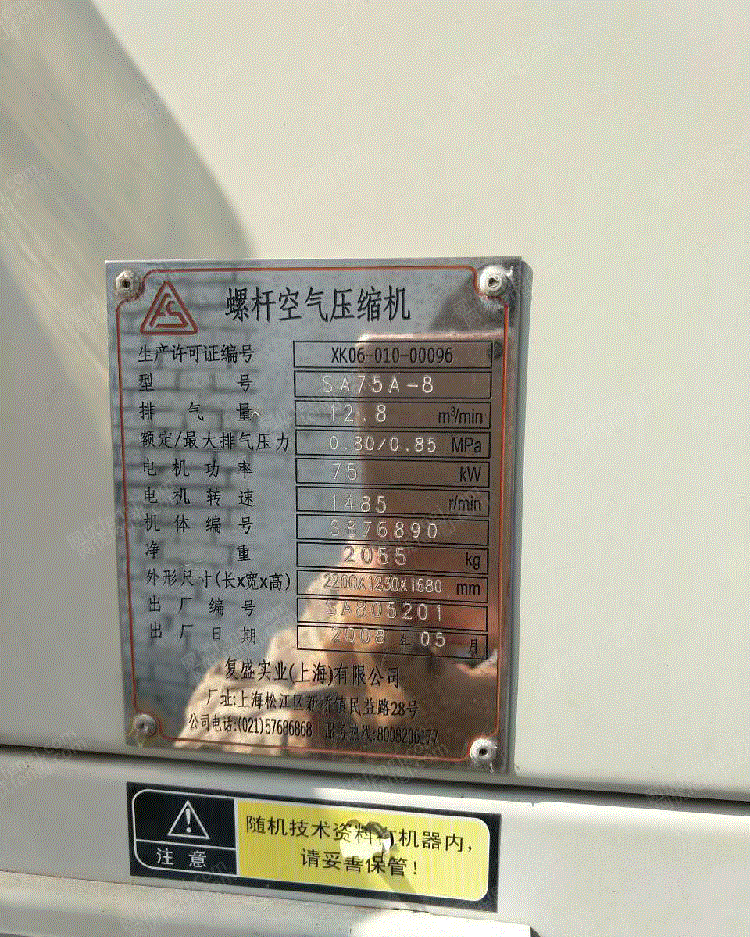 FS
螺杆空气压缩机
生产许可证编号 XK06-010-00096
型号 SA75A-8
排气量 12.8 m³/min
额定/最大排气压力 0.80/0.85 MPa
电机功率 75 kW
电机转速 1485 r/min
机体编号 S876890
净重 2055 kg
外形尺寸(长x宽x高) 2200X1250X1680 mm
出厂编号 SA805201
出厂日期 2008 年 05 月
复盛实业(上海)有限公司
厂址:上海松江区新桥镇民益路28号
公司电话:(021)57686868
注意
随机技术资料在机器内,
请妥善保管!